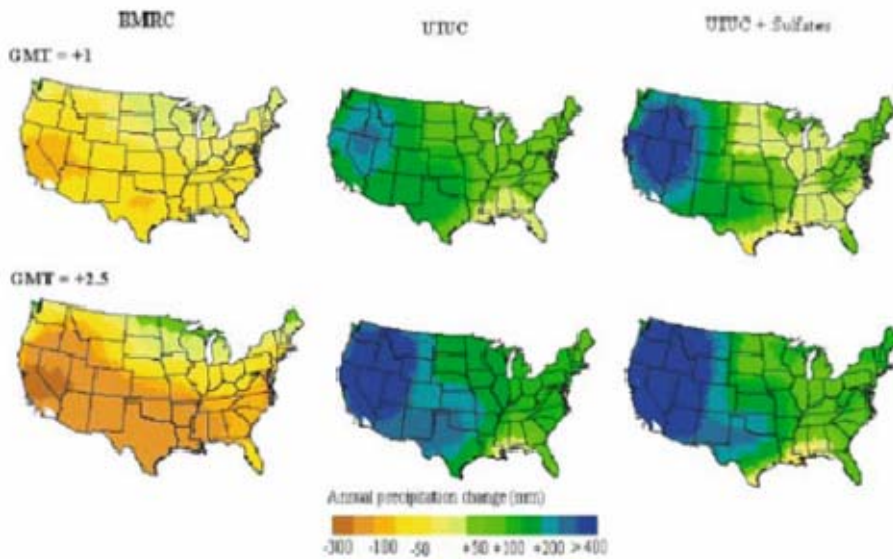 BMRC
UIUC
UIUC + Sulfates
GMT = +1
GMT = +2.5
Annual precipitation change (mm)
-300 -100 -50 +50 +100 +200 >400